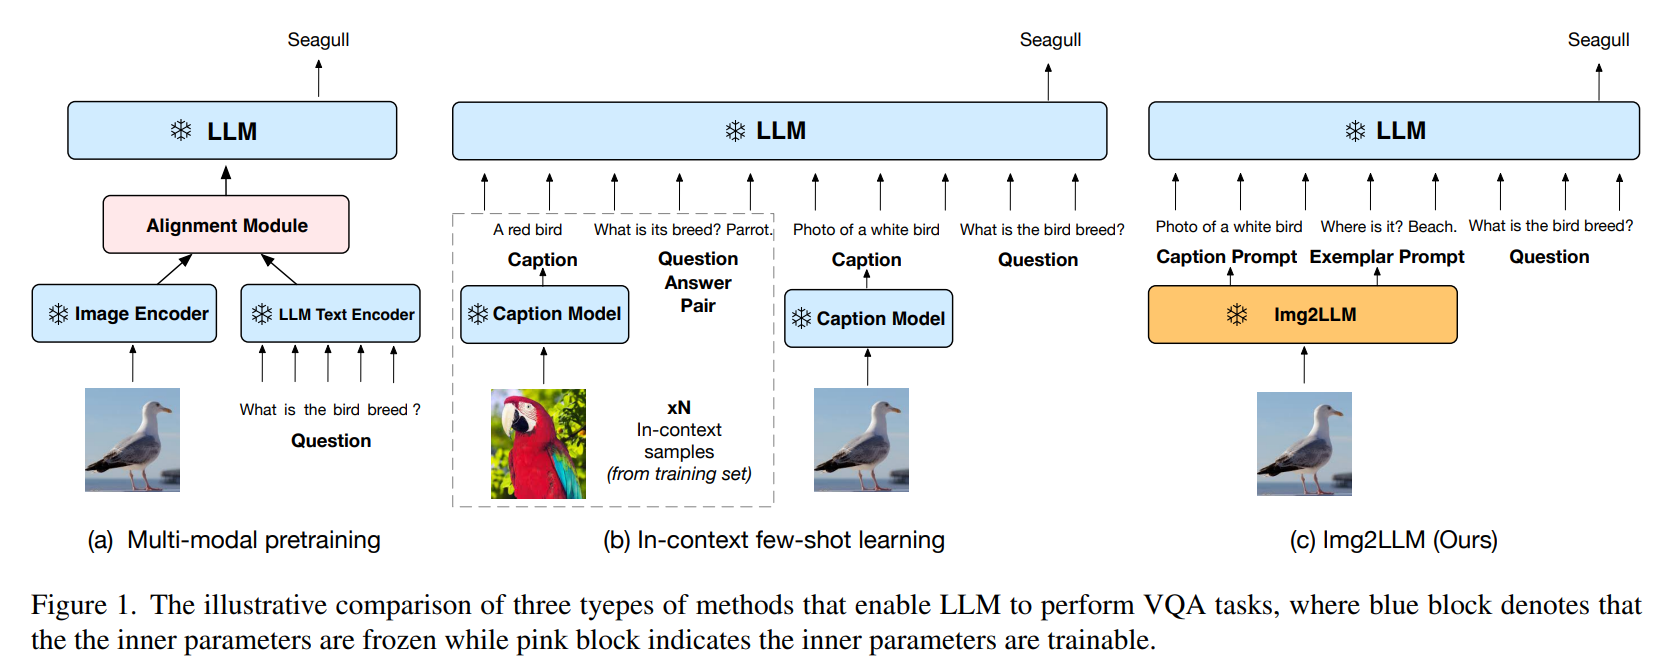 Seagull
LLM
Alignment Module
Image Encoder
LLM Text Encoder
What is the bird breed ?
Question
(a) Multi-modal pretraining
Seagull
LLM
A red bird
What is its breed? Parrot.
Photo of a white bird
What is the bird breed?
Caption
Question
Answer
Pair
Caption
Question
Caption Model
Caption Model
xN
In-context
samples
(from training set)
(b) In-context few-shot learning
Seagull
LLM
Photo of a white bird
Where is it? Beach.
What is the bird breed?
Caption Prompt
Exemplar Prompt
Question
Img2LLM
(c) Img2LLM (Ours)
Figure 1. The illustrative comparison of three tyepes of methods that enable LLM to perform VQA tasks, where blue block denotes that
the the inner parameters are frozen while pink block indicates the inner parameters are trainable.